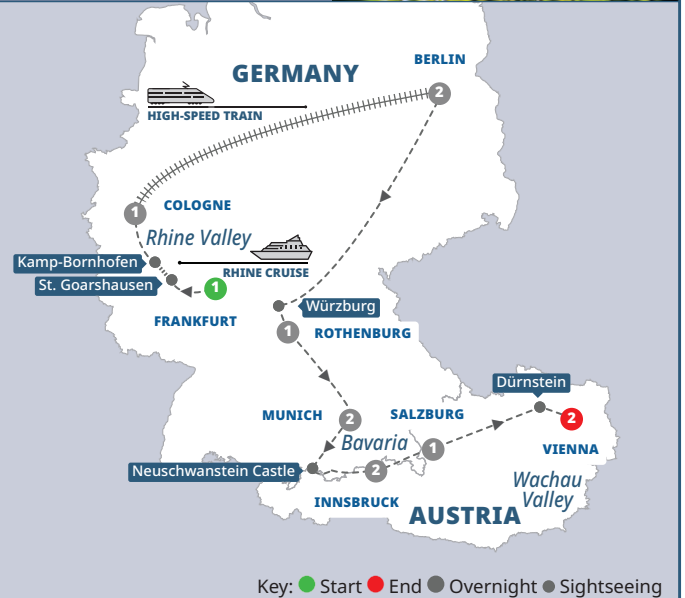 BERLIN
GERMANY
2
HIGH-SPEED TRAIN
COLOGNE
1
Rhine Valley
Kamp-Bornhofen
RHINE CRUISE
St. Goarshausen
1
FRANKFURT
Würzburg
1
ROTHENBURG
Dürnstein
MUNICH
2
SALZBURG
2
Bavaria
1
VIENNA
Neuschwanstein Castle
2
Wachau
Valley
INNSBRUCK
AUSTRIA
Key: Start End Overnight Sightseeing